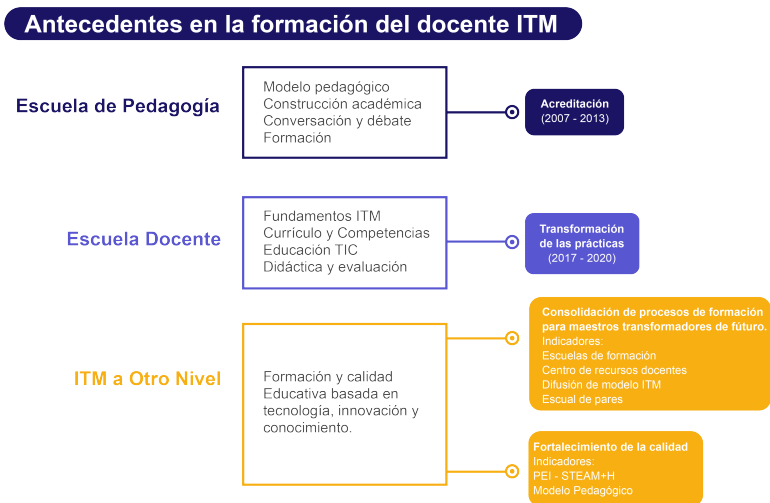 Antecedentes en la formación del docente ITM
Escuela de Pedagogía
Modelo pedagógico
Construcción académica
Conversación y débate
Formación
Acreditación
(2007 - 2013)
Escuela Docente
Fundamentos ITM
Currículo y Competencias
Educación TIC
Didáctica y evaluación
Transformación
de las prácticas
(2017 - 2020)
ITM a Otro Nivel
Formación y calidad
Educativa basada en
tecnología, innovación y
conocimiento.
Consolidación de procesos de formación
para maestros transformadores de fúturo.
Indicadores:
Escuelas de formación
Centro de recursos docentes
Difusión de modelo ITM
Escual de pares
Fortalecimiento de la calidad
Indicadores:
PEI - STEAM+H
Modelo Pedagógico